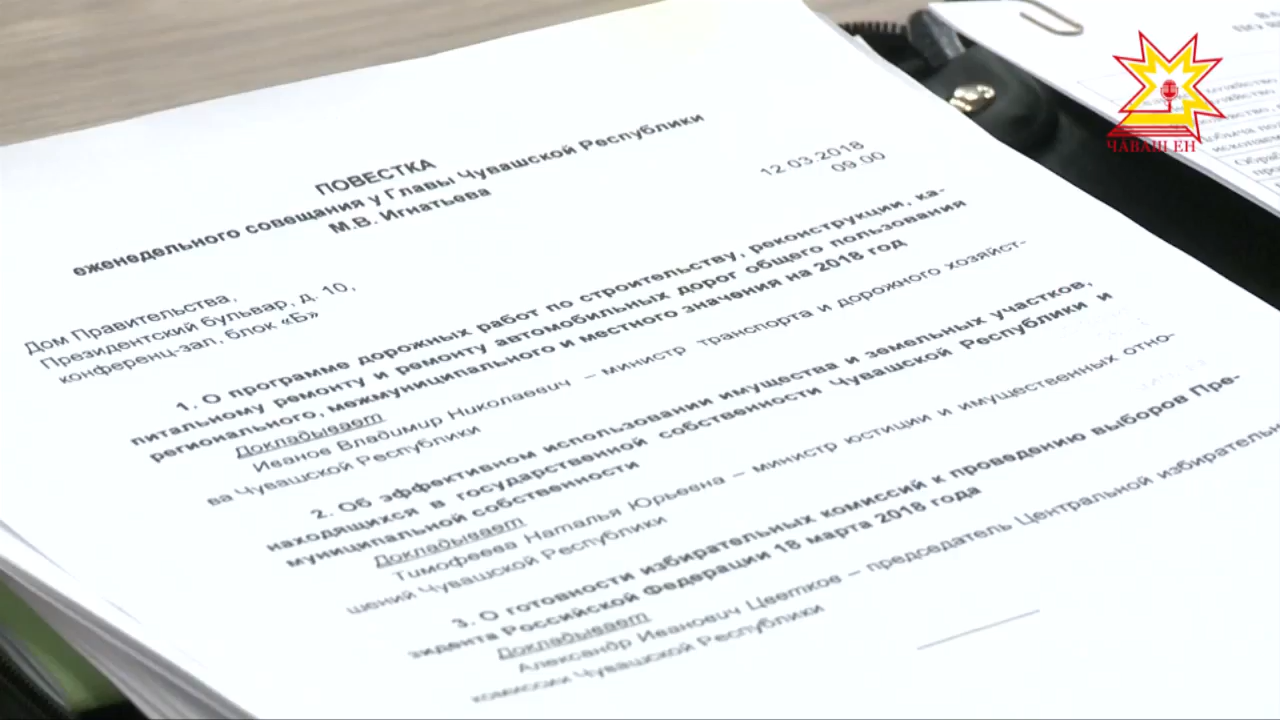 ПОВЕСТКА
еженедельного совещания у Главы Чувашской Республики
М.В. Игнатьева
12.03.2018
09.00
Дом Правительства,
Президентский бульвар, д. 10,
конференц-зал, блок «Б»
1. О программе дорожных работ по строительству, реконструкции, ка-
питальному ремонту и ремонту автомобильных дорог общего пользования
регионального, межмуниципального и местного значения на 2018 год
Докладывает
Иванов Владимир Николаевич – министр транспорта и дорожного хозяйст-
ва Чувашской Республики
2. Об эффективном использовании имущества и земельных участков,
находящихся в государственной собственности Чувашской Республики и
муниципальной собственности
Докладывает
Тимофеева Наталья Юрьевна – министр юстиции и имущественных отно-
шений Чувашской Республики
3. О готовности избирательных комиссий к проведению выборов Пре-
зидента Российской Федерации 18 марта 2018 года
Докладывает
Александр Иванович Цветков – председатель Центральной избирательн
комиссии Чувашской Республики
ЧĂВАШ ЕН